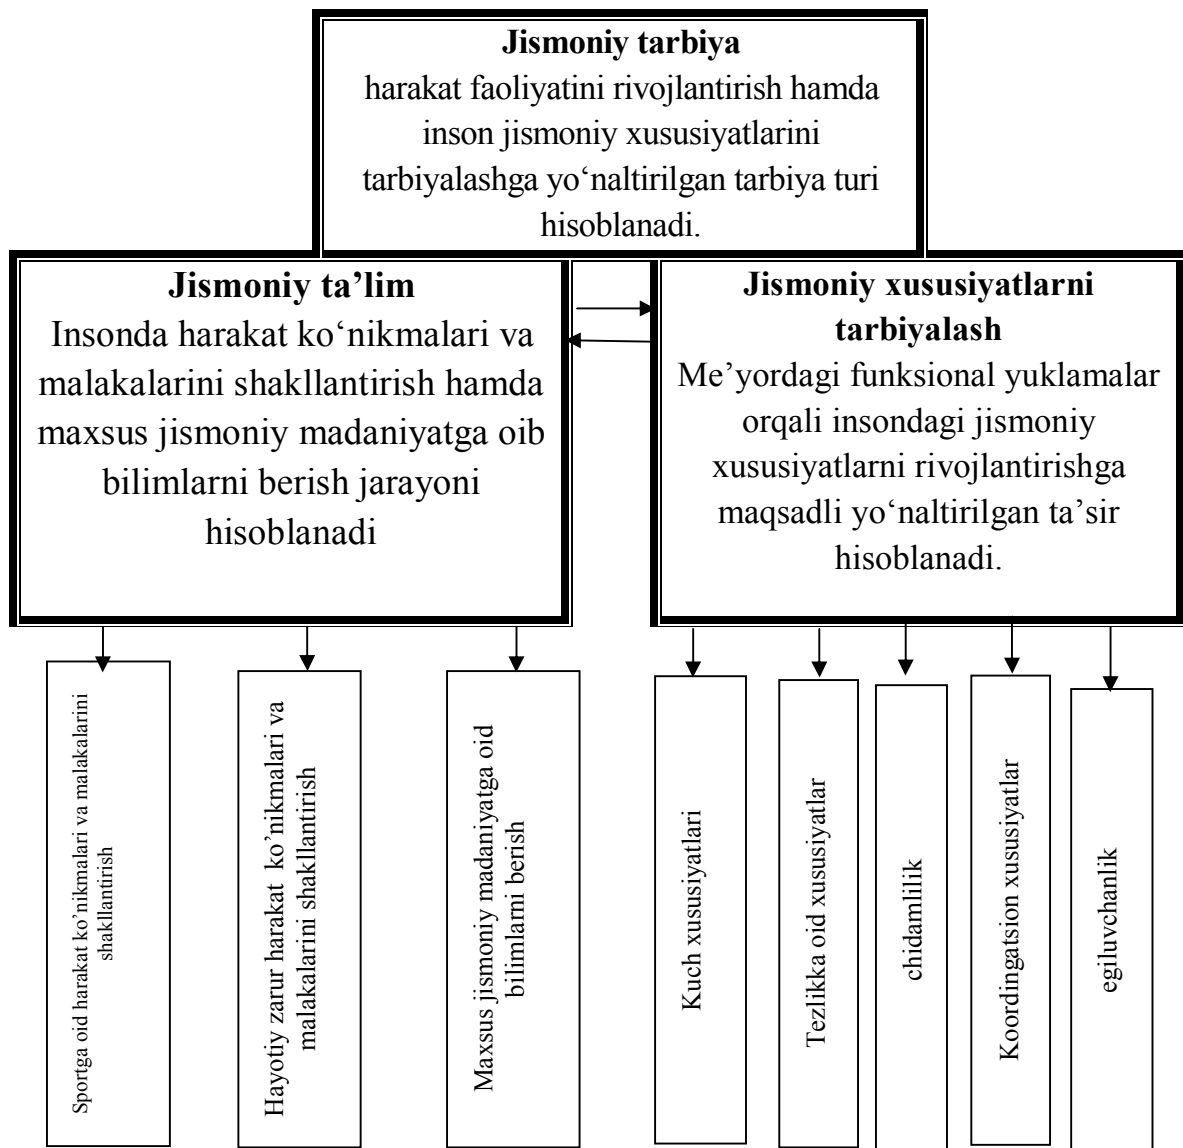 Jismoniy tarbiya
harakat faoliyatini rivojlantirish hamda
inson jismoniy xususiyatlarini
tarbiyalashga yo‘naltirilgan tarbiya turi
hisoblanadi.
Jismoniy ta’lim
Insonda harakat ko‘nikmalari va
malakalarini shakllantirish hamda
maxsus jismoniy madaniyatga oib
bilimlarni berish jarayoni
hisoblanadi
Jismoniy xususiyatlarni
tarbiyalash
Me’yordagi funksional yuklamalar
orqali insondagi jismoniy
xususiyatlarni rivojlantirishga
maqsadli yo‘naltirilgan ta’sir
hisoblanadi.
Sportga oid harakat ko’nikmalari va malakalarini
shakllantirish
Hayotiy zarur harakat ko’nikmalari va
malakalarini shakllantirish
Maxsus jismoniy madaniyatga oid
bilimlarni berish
Kuch xususiyatlari
Tezlikka oid xususiyatlar
chidamlilik
Koordingatsion xususiyatlar
egiluvchanlik